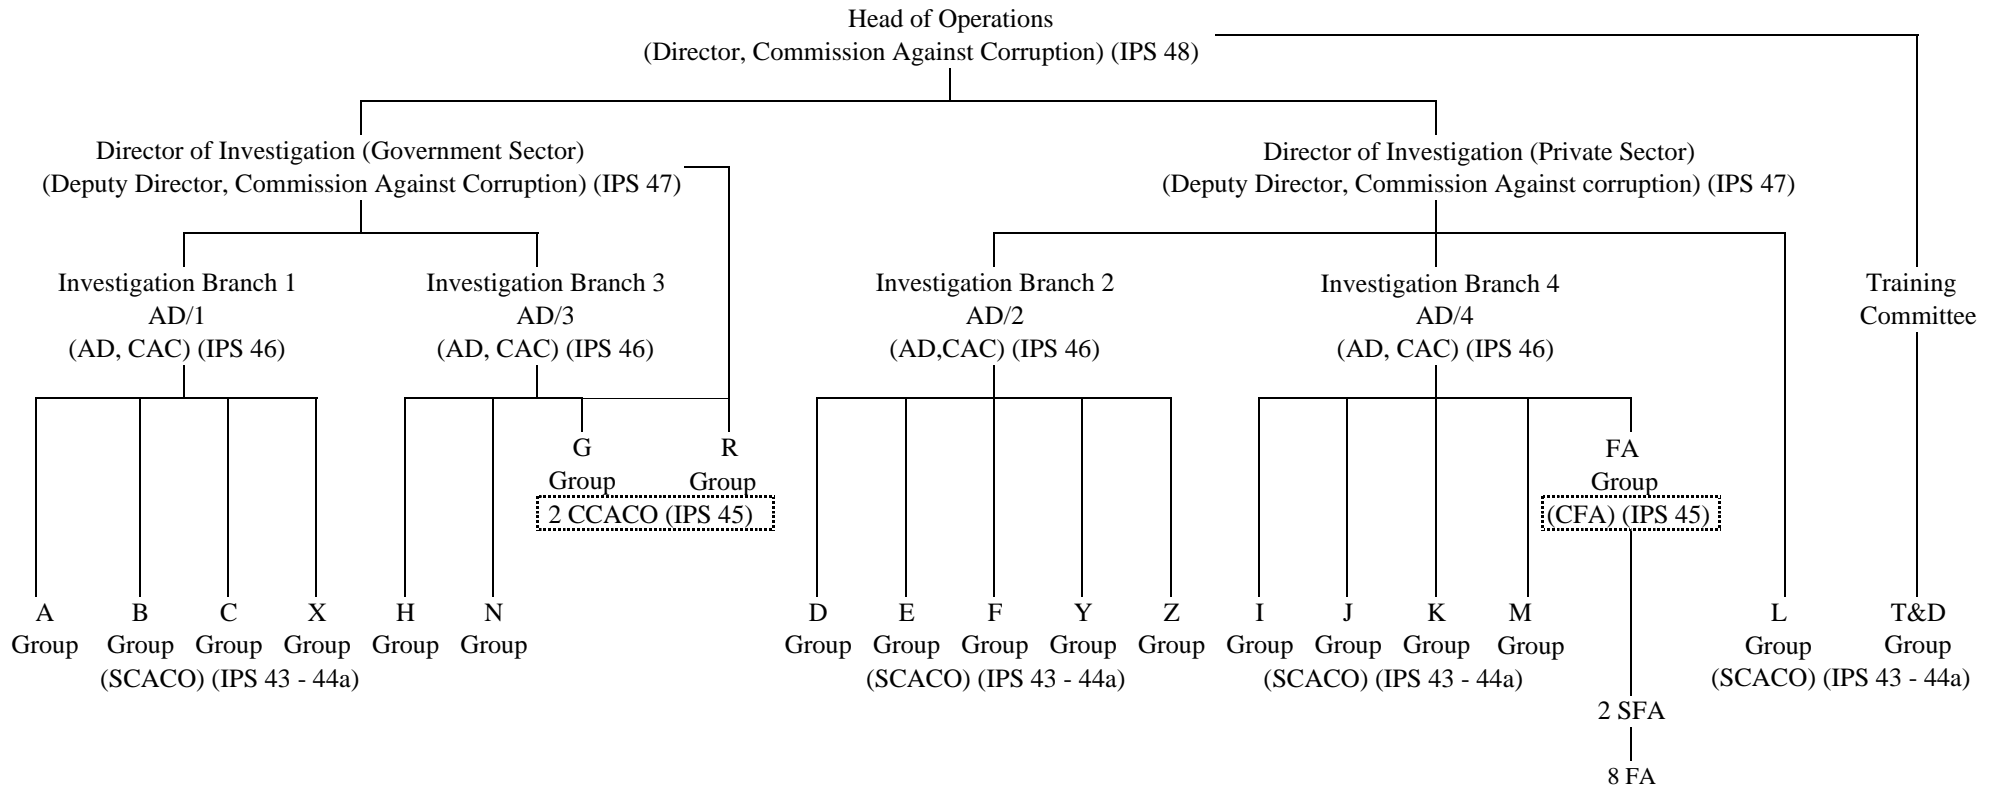 Head of Operations
(Director, Commission Against Corruption) (IPS 48)
Director of Investigation (Government Sector)
(Deputy Director, Commission Against Corruption) (IPS 47)
Director of Investigation (Private Sector)
(Deputy Director, Commission Against corruption) (IPS 47)
Investigation Branch 1
AD/1
(AD, CAC) (IPS 46)
Investigation Branch 3
AD/3
(AD, CAC) (IPS 46)
Investigation Branch 2
AD/2
(AD,CAC) (IPS 46)
Investigation Branch 4
AD/4
(AD, CAC) (IPS 46)
Training
Committee
G
Group
R
Group
2 CCACO (IPS 45)
FA
Group
(CFA) (IPS 45)
A
Group
B
Group
C
Group
X
Group
H
Group
N
Group
(SCACO) (IPS 43 - 44a)
D
Group
E
Group
F
Group
Y
Group
Z
Group
(SCACO) (IPS 43 - 44a)
I
Group
J
Group
K
Group
M
Group
(SCACO) (IPS 43 - 44a)
L
Group
T&D
Group
(SCACO) (IPS 43 - 44a)
2 SFA
8 FA